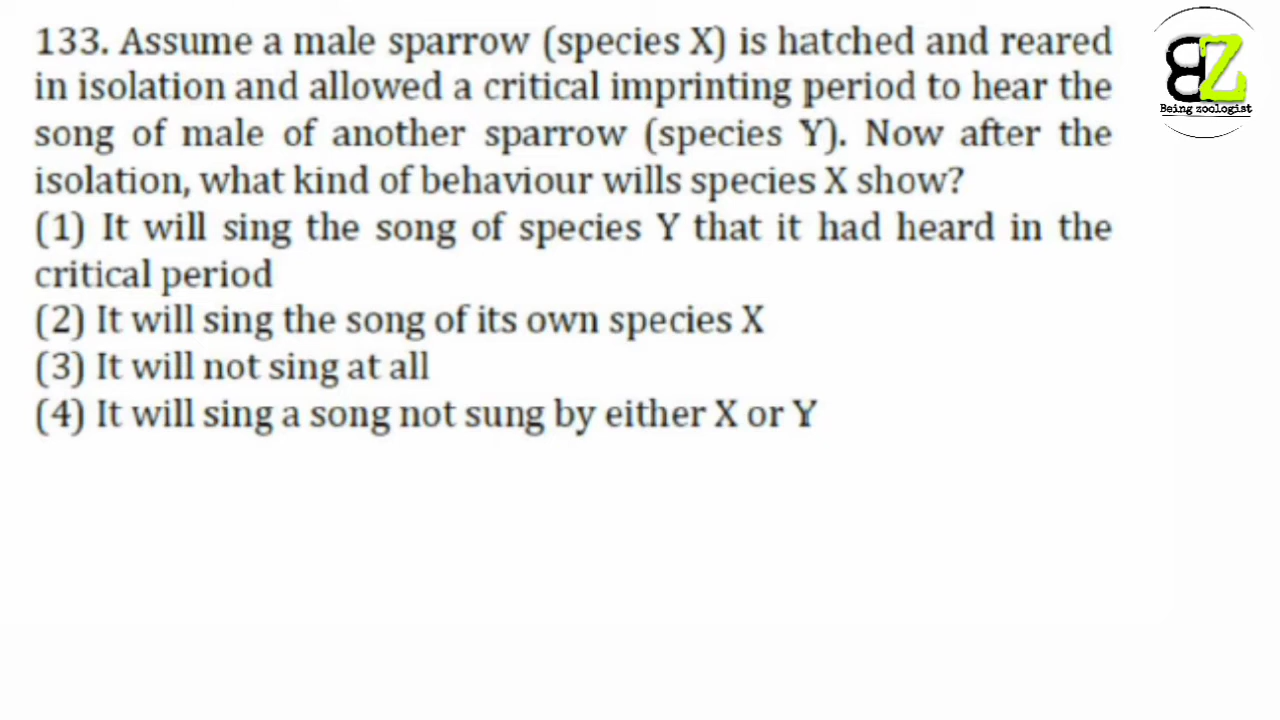 133. Assume a male sparrow (species X) is hatched and reared
in isolation and allowed a critical imprinting period to hear the
song of male of another sparrow (species Y). Now after the
isolation, what kind of behaviour wills species X show?
(1) It will sing the song of species Y that it had heard in the
critical period
(2) It will sing the song of its own species X
(3) It will not sing at all
(4) It will sing a song not sung by either X or Y
BZ
Being zoologist